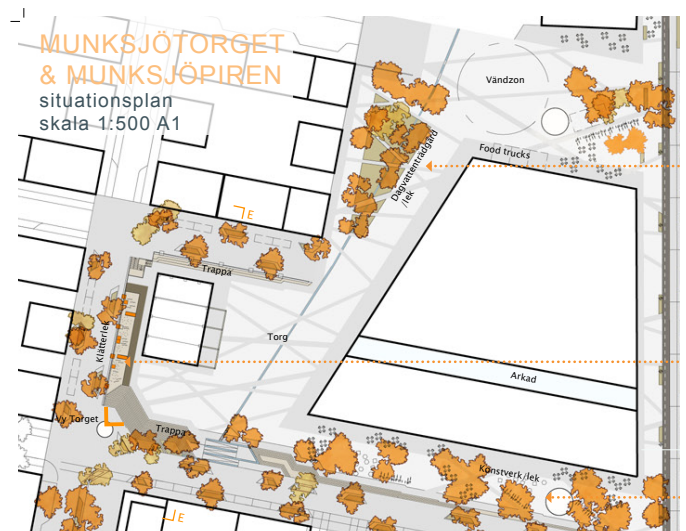 MUNKSJÖTORGET
& MUNKSJÖPIREN
situationsplan
skala 1:500 A1
Vändzon
Food trucks
Dagvattenträdgård
/lek
E
Trappa
Torg
Klätterlek
Arkad
Vy Torget
Trappa
Konstverk/lek
E